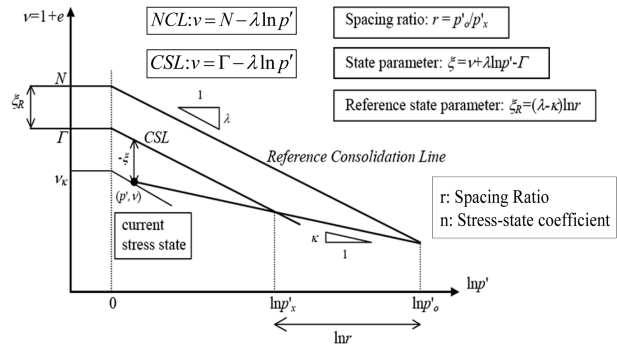 ν=1+e
NCL:v = N − λ ln p'
CSL:v = Γ − λ ln p'
Spacing ratio: r = p'o/p'x
State parameter: ξ=ν+λlnp'-Γ
Reference state parameter: ξR=(λ-κ)lnr
N
ξR
Γ
νκ
1
λ
CSL
-ξ
(p',ν)
Reference Consolidation Line
current
stress state
κ
1
r: Spacing Ratio
n: Stress-state coefficient
0
lnp'x
lnp'o
lnp'
lnr